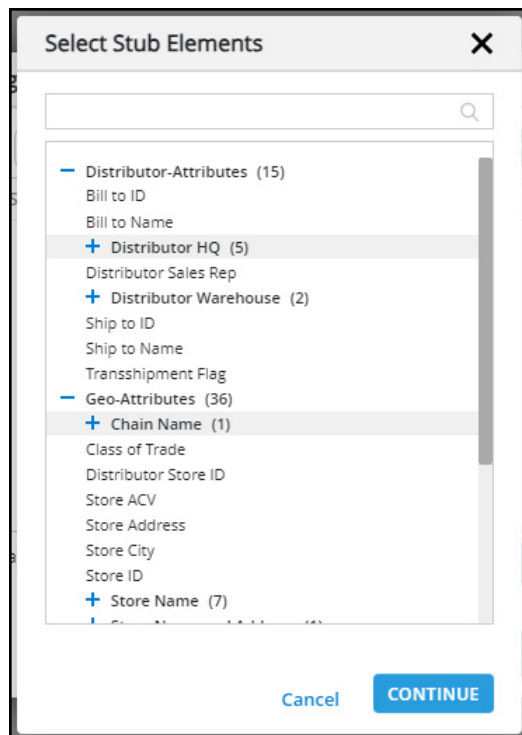 Select Stub Elements
Distributor-Attributes (15)
Bill to ID
Bill to Name
Distributor HQ (5)
Distributor Sales Rep
Distributor Warehouse (2)
Ship to ID
Ship to Name
Transshipment Flag
Geo-Attributes (36)
Chain Name (1)
Class of Trade
Distributor Store ID
Store ACV
Store Address
Store City
Store ID
Store Name (7)
Cancel
CONTINUE